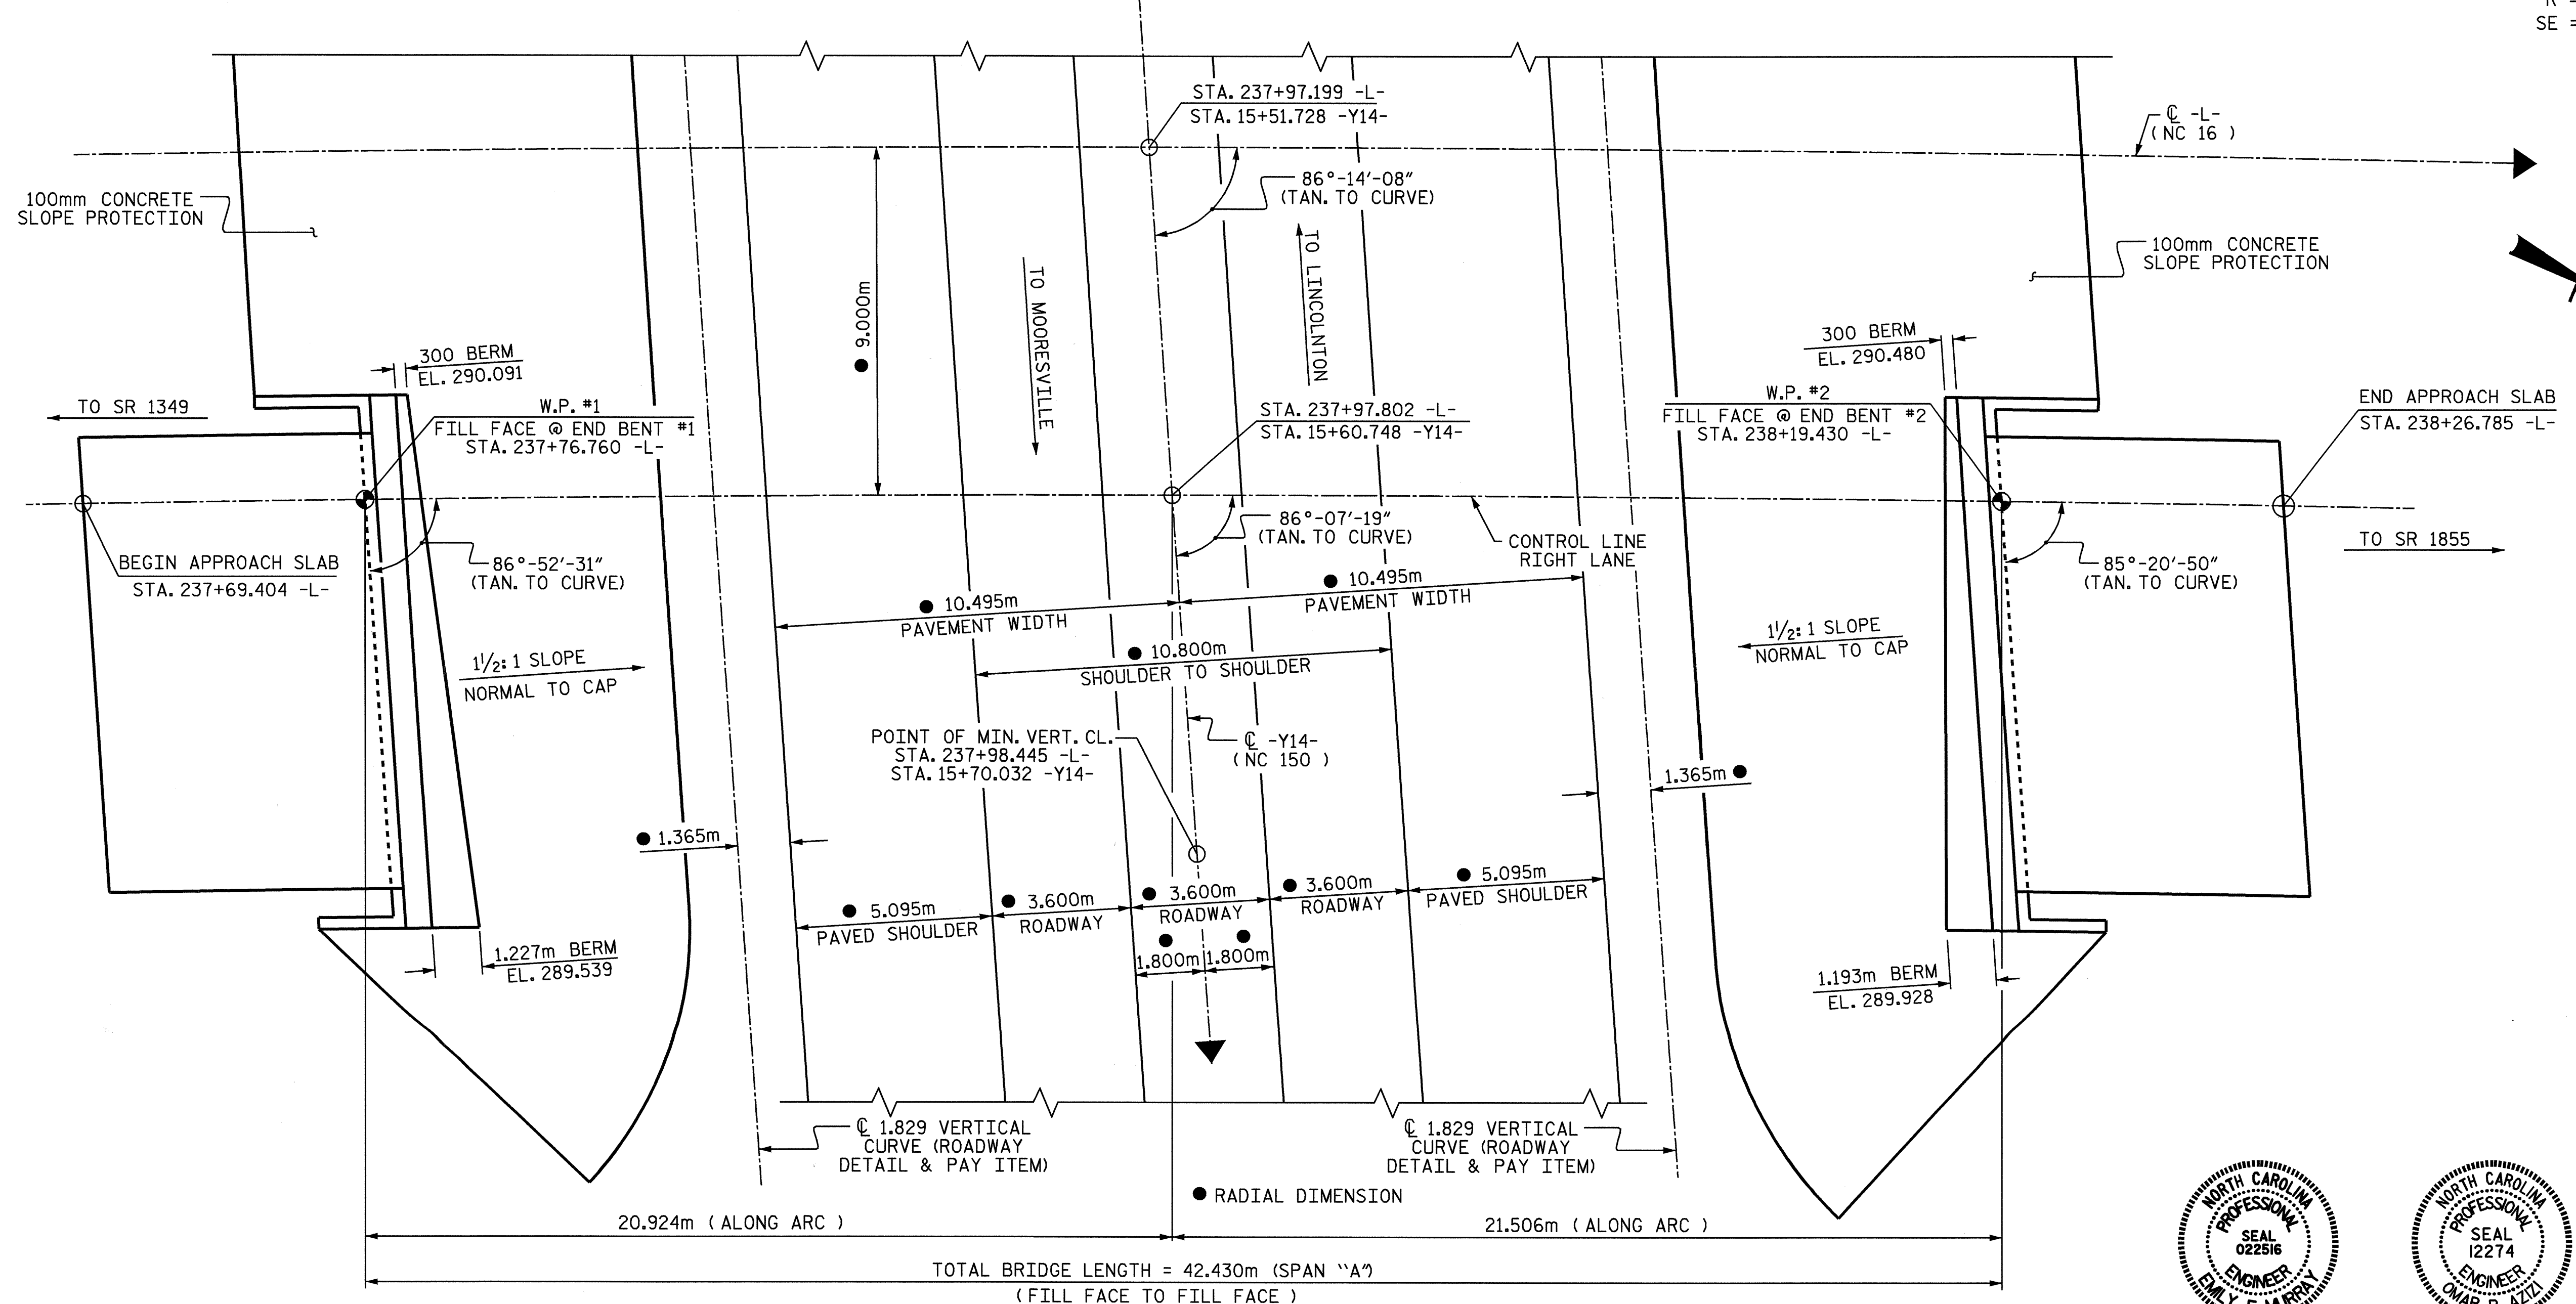 R
SE =
STA. 237+97.199 -L-
STA. 15+51.728 -Y14-
℄ -L-
( NC 16 )
86°-14'-08"
(TAN. TO CURVE)
100mm CONCRETE
SLOPE PROTECTION
TO MOORESVILLE
TO LINCOLNTON
9.000m
100mm CONCRETE
SLOPE PROTECTION
300 BERM
EL. 290.091
300 BERM
EL. 290.480
TO SR 1349
W.P. #1
FILL FACE @ END BENT #1
STA. 237+76.760 -L-
STA. 237+97.802 -L-
STA. 15+60.748 -Y14-
W.P. #2
FILL FACE @ END BENT #2
STA. 238+19.430 -L-
END APPROACH SLAB
STA. 238+26.785 -L-
BEGIN APPROACH SLAB
STA. 237+69.404 -L-
86°-52'-31"
(TAN. TO CURVE)
86°-07'-19"
(TAN. TO CURVE)
CONTROL LINE
RIGHT LANE
85°-20'-50"
(TAN. TO CURVE)
TO SR 1855
10.495m
PAVEMENT WIDTH
10.495m
PAVEMENT WIDTH
10.800m
SHOULDER TO SHOULDER
1 1/2: 1 SLOPE
NORMAL TO CAP
1 1/2: 1 SLOPE
NORMAL TO CAP
POINT OF MIN. VERT. CL.
STA. 237+98.445 -L-
STA. 15+70.032 -Y14-
℄ -Y14-
( NC 150 )
1.365m
1.365m
5.095m
PAVED SHOULDER
3.600m
ROADWAY
3.600m
ROADWAY
3.600m
ROADWAY
5.095m
PAVED SHOULDER
1.800m
1.800m
1.227m BERM
EL. 289.539
1.193m BERM
EL. 289.928
℄ 1.829 VERTICAL
CURVE (ROADWAY
DETAIL & PAY ITEM)
℄ 1.829 VERTICAL
CURVE (ROADWAY
DETAIL & PAY ITEM)
● RADIAL DIMENSION
20.924m ( ALONG ARC )
21.506m ( ALONG ARC )
TOTAL BRIDGE LENGTH = 42.430m (SPAN "A")
( FILL FACE TO FILL FACE )
NORTH CAROLINA
PROFESSIONAL
SEAL
022516
ENGINEER
EMILY E MURRAY
NORTH CAROLINA
PROFESSIONAL
SEAL
12274
ENGINEER
OMAR R. AZIZI